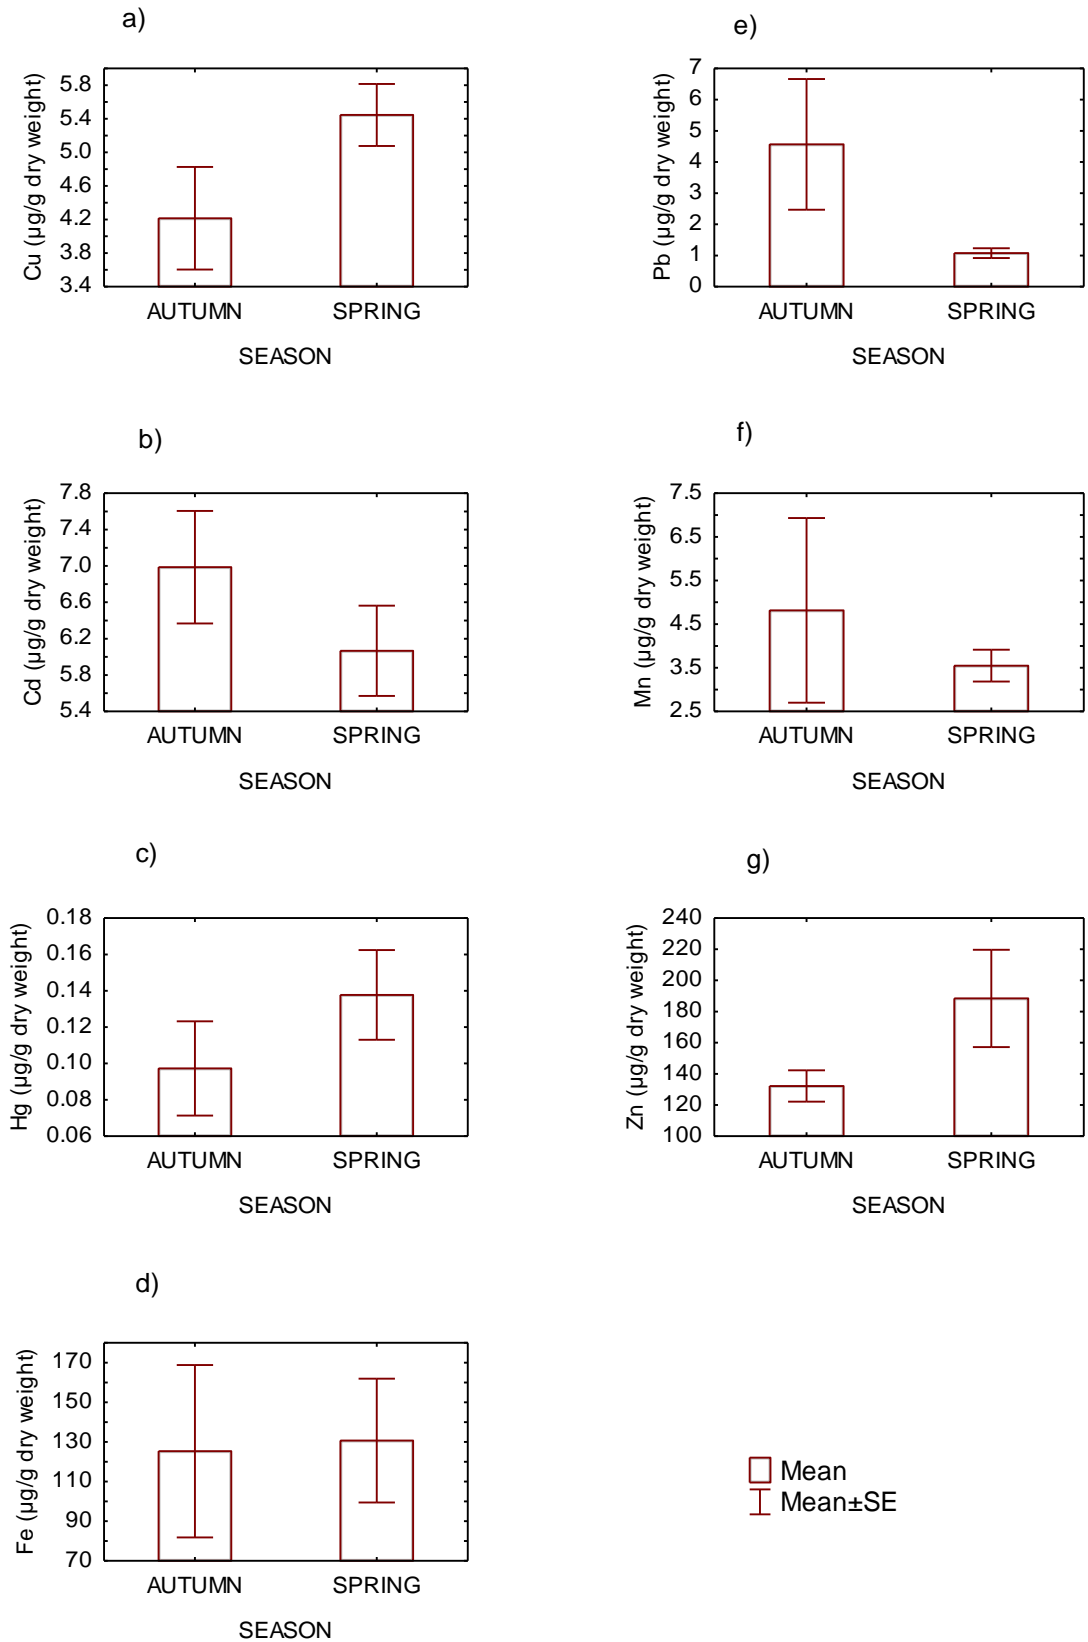 a)
Cu (µg/g dry weight)
5.8
5.4
5.0
4.6
4.2
3.8
3.4
AUTUMN SPRING
SEASON
b)
Cd (µg/g dry weight)
7.8
7.4
7.0
6.6
6.2
5.8
5.4
AUTUMN SPRING
SEASON
c)
Hg (µg/g dry weight)
0.18
0.16
0.14
0.12
0.10
0.08
0.06
AUTUMN SPRING
SEASON
d)
Fe (µg/g dry weight)
170
150
130
110
90
70
AUTUMN SPRING
SEASON
e)
Pb (µg/g dry weight)
7
6
5
4
3
2
1
0
AUTUMN SPRING
SEASON
f)
Mn (µg/g dry weight)
7.5
6.5
5.5
4.5
3.5
2.5
AUTUMN SPRING
SEASON
g)
Zn (µg/g dry weight)
240
220
200
180
160
140
120
100
AUTUMN SPRING
SEASON
Mean
Mean±SE